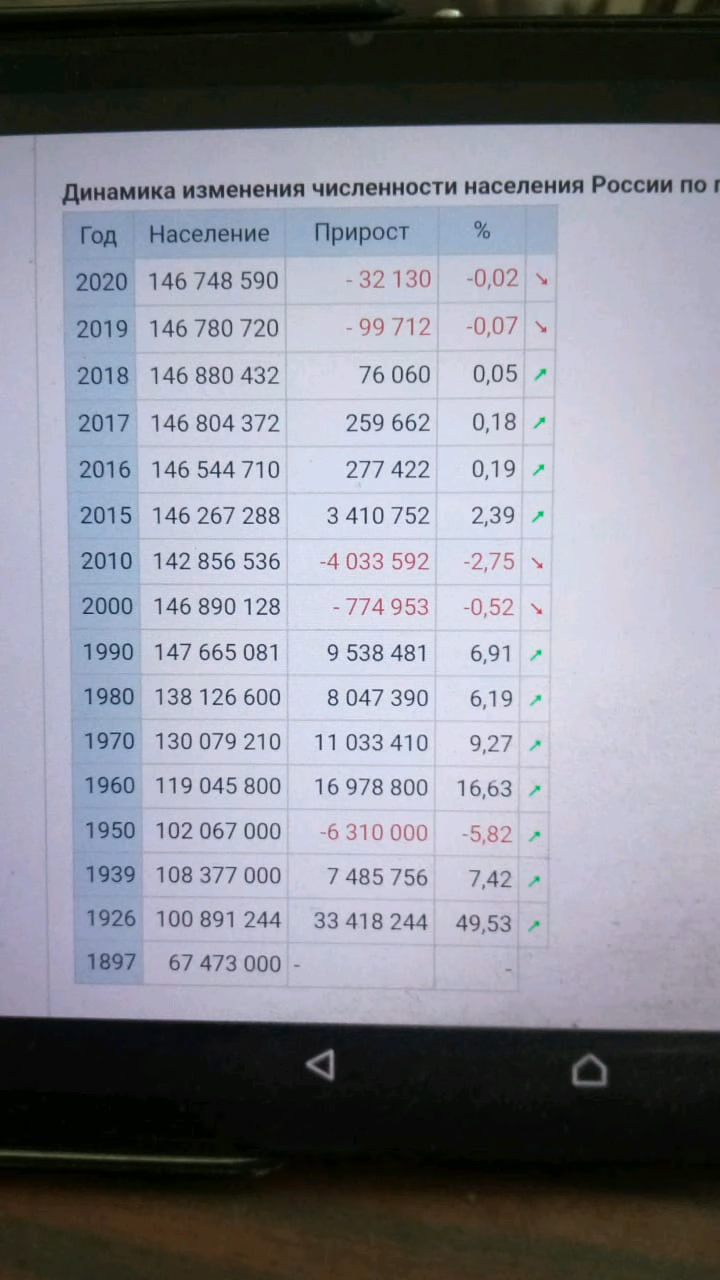 Динамика изменения численности населения России по
Год Население Прирост %
2020 146 748 590 - 32 130 -0,02 ↘
2019 146 780 720 - 99 712 -0,07 ↘
2018 146 880 432 76 060 0,05 ↗
2017 146 804 372 259 662 0,18 ↗
2016 146 544 710 277 422 0,19 ↗
2015 146 267 288 3 410 752 2,39 ↗
2010 142 856 536 -4 033 592 -2,75 ↘
2000 146 890 128 - 774 953 -0,52 ↘
1990 147 665 081 9 538 481 6,91 ↗
1980 138 126 600 8 047 390 6,19 ↗
1970 130 079 210 11 033 410 9,27 ↗
1960 119 045 800 16 978 800 16,63 ↗
1950 102 067 000 -6 310 000 -5,82 ↗
1939 108 377 000 7 485 756 7,42 ↗
1926 100 891 244 33 418 244 49,53 ↗
1897 67 473 000 - -